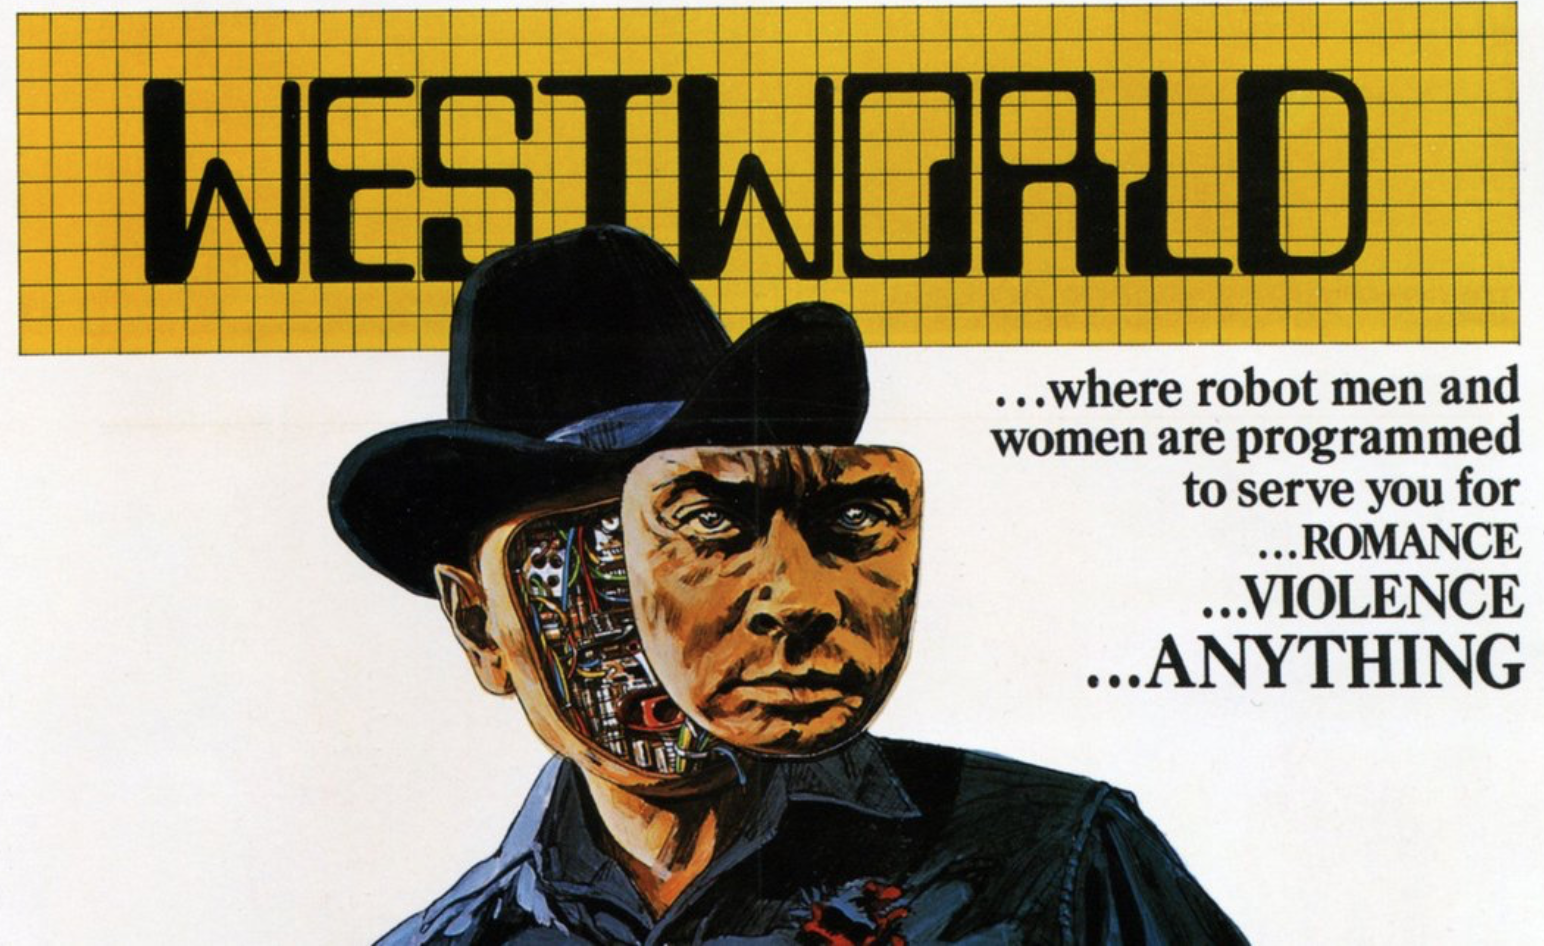 WESTWORLD
...where robot men and
women are programmed
to serve you for
...ROMANCE
...VIOLENCE
...ANYTHING